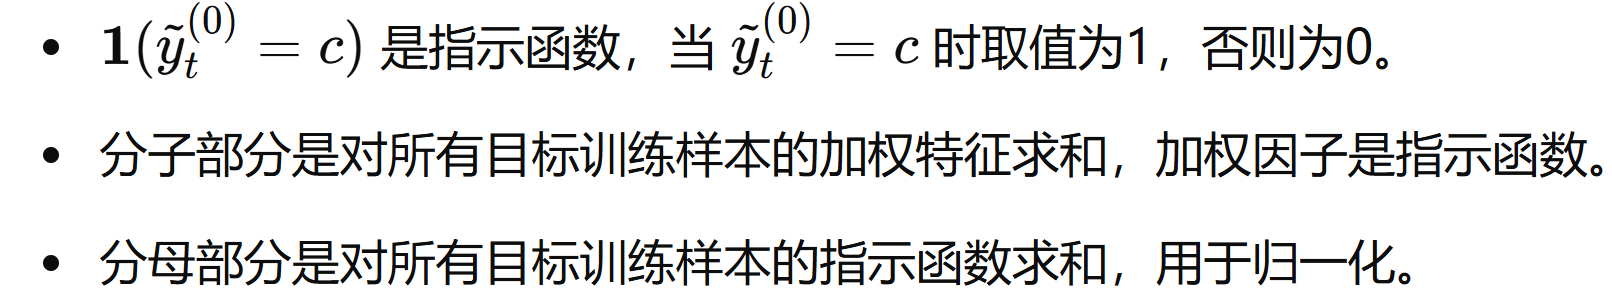 • $\mathbf{1}(\tilde{y}_t^{(0)} = c)$ 是指示函数，当 $\tilde{y}_t^{(0)} = c$ 时取值为1，否则为0。
• 分子部分是对所有目标训练样本的加权特征求和，加权因子是指示函数。
• 分母部分是对所有目标训练样本的指示函数求和，用于归一化。